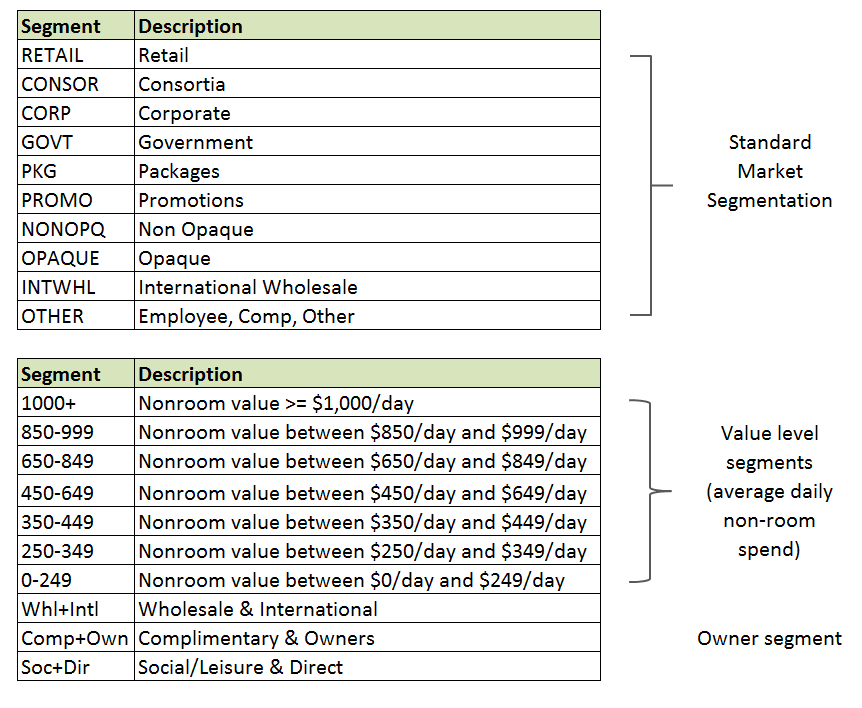 Segment Description
RETAIL Retail
CONSOR Consortia
CORP Corporate
GOVT Government
PKG Packages
PROMO Promotions
NONOPQ Non Opaque
OPAQUE Opaque
INTWHL International Wholesale
OTHER Employee, Comp, Other
Standard
Market
Segmentation
Segment Description
1000+ Nonroom value >= $1,000/day
850-999 Nonroom value between $850/day and $999/day
650-849 Nonroom value between $650/day and $849/day
450-649 Nonroom value between $450/day and $649/day
350-449 Nonroom value between $350/day and $449/day
250-349 Nonroom value between $250/day and $349/day
0-249 Nonroom value between $0/day and $249/day
Whl+Intl Wholesale & International
Comp+Own Complimentary & Owners
Soc+Dir Social/Leisure & Direct
Value level
segments
(average daily
non-room
spend)
Owner segment